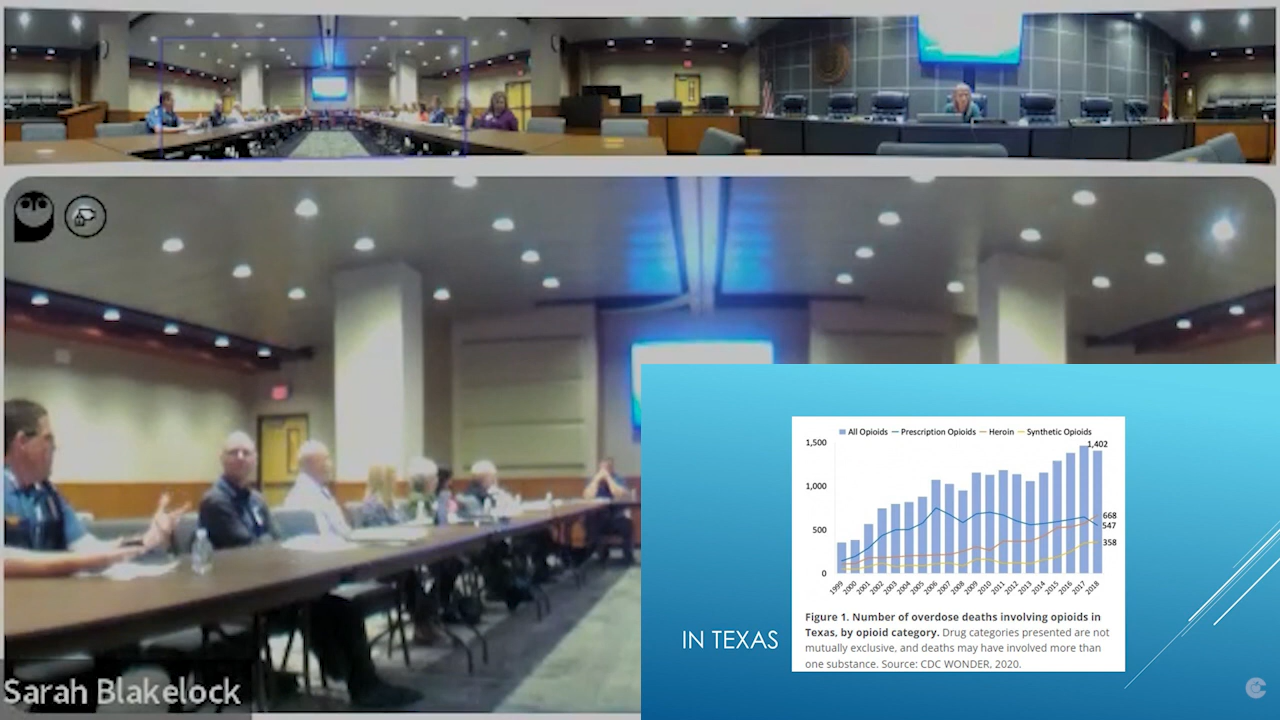 Sarah Blakelock
IN TEXAS
All Opioids Prescription Opioids Heroin Synthetic Opioids
1,500
1,000
500
0
1,402
668
547
358
1999 2000 2001 2002 2003 2004 2005 2006 2007 2008 2009 2010 2011 2012 2013 2014 2015 2016 2017 2018
Figure 1. Number of overdose deaths involving opioids in
Texas, by opioid category. Drug categories presented are not
mutually exclusive, and deaths may have involved more than
one substance. Source: CDC WONDER, 2020.